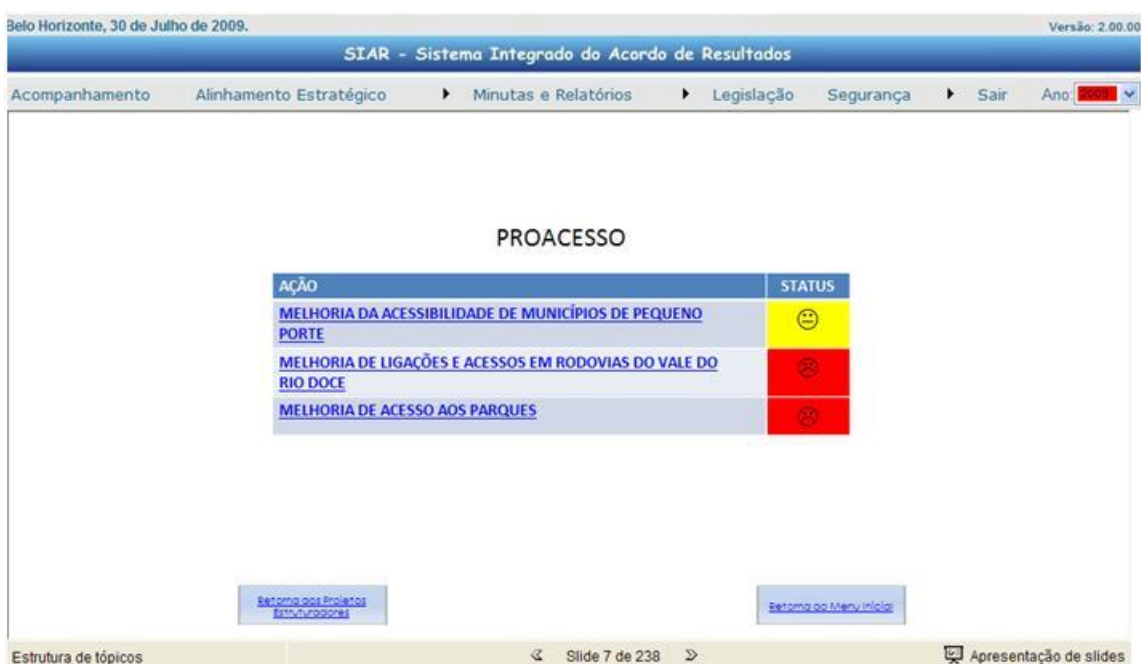 Belo Horizonte, 30 de Julho de 2009.
Versão: 2.00.00
SIAR - Sistema Integrado do Acordo de Resultados
Acompanhamento Alinhamento Estratégico Minutas e Relatórios Legislação Segurança Sair Ano: 2009
PROACESSO
AÇÃO STATUS
MELHORIA DA ACESSIBILIDADE DE MUNICÍPIOS DE PEQUENO
PORTE
MELHORIA DE LIGAÇÕES E ACESSOS EM RODOVIAS DO VALE DO
RIO DOCE
MELHORIA DE ACESSO AOS PARQUES
Retorna aos Projetos
Estruturadores
Retorna ao Menu Inicial
Estrutura de tópicos Slide 7 de 238 Apresentação de slides